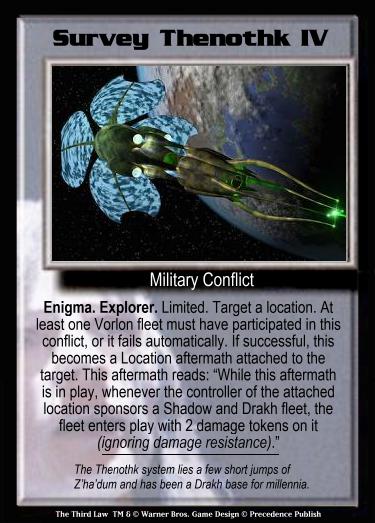 Survey Thenothk IV
Military Conflict
Enigma. Explorer. Limited. Target a location. At
least one Vorlon fleet must have participated in this
conflict, or it fails automatically. If successful, this
becomes a Location aftermath attached to the
target. This aftermath reads: “While this aftermath
is in play, whenever the controller of the attached
location sponsors a Shadow and Drakh fleet, the
fleet enters play with 2 damage tokens on it
(ignoring damage resistance).”
The Thenothk system lies a few short jumps of
Z'ha'dum and has been a Drakh base for millennia.
The Third Law TM & © Warner Bros. Game Design © Precedence Publish